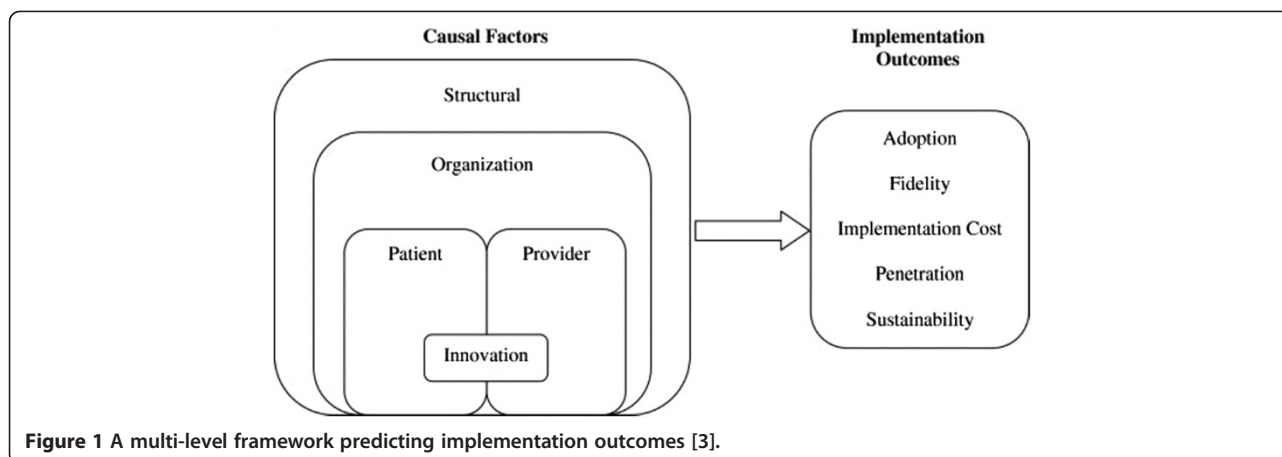 Causal Factors
Structural
Organization
Patient
Provider
Innovation
Implementation
Outcomes
Adoption
Fidelity
Implementation Cost
Penetration
Sustainability
Figure 1 A multi-level framework predicting implementation outcomes [3].